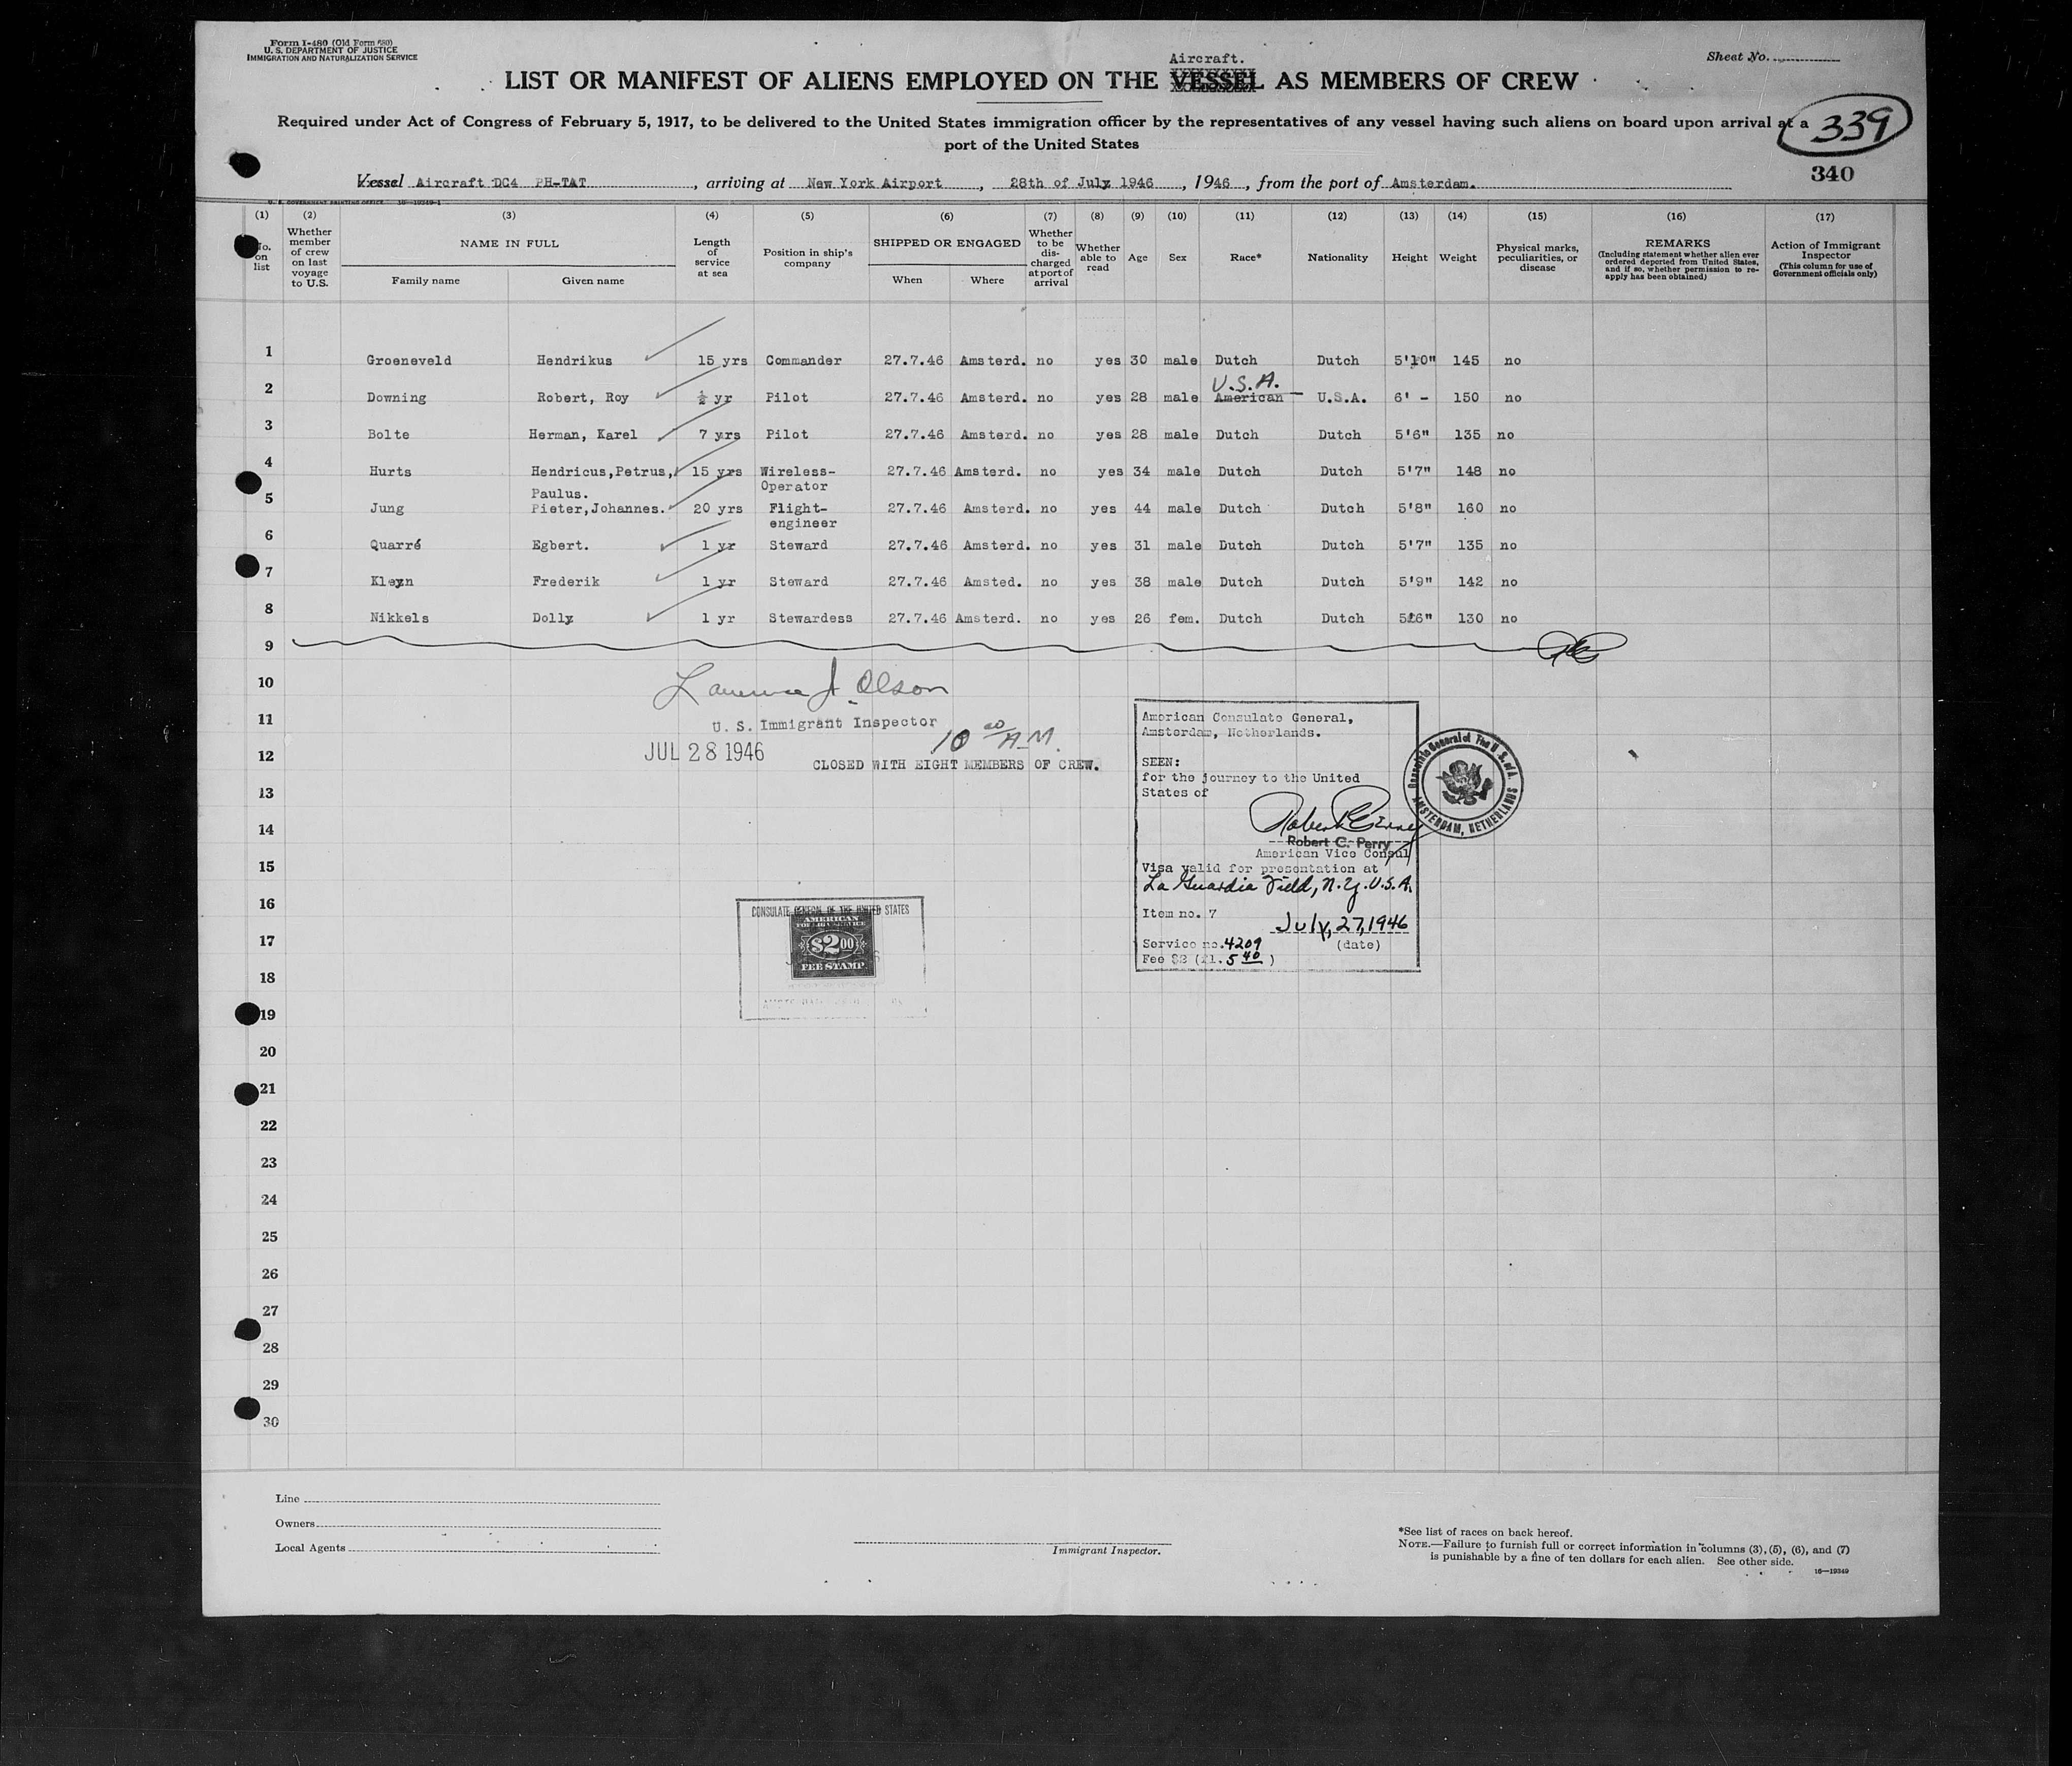 Form I-480 (Old Form 680)
U. S. DEPARTMENT OF JUSTICE
IMMIGRATION AND NATURALIZATION SERVICE
Sheet No.
Aircraft.
LIST OR MANIFEST OF ALIENS EMPLOYED ON THE VESSEL AS MEMBERS OF CREW
Required under Act of Congress of February 5, 1917, to be delivered to the United States immigration officer by the representatives of any vessel having such aliens on board upon arrival at a
port of the United States
339
340
Vessel Aircraft DC4 PH-TAT, arriving at New York Airport, 28th of July 1946, 1946, from the port of Amsterdam.
U. S. GOVERNMENT PRINTING OFFICE 16-19349-1
(1) (2) (3) (4) (5) (6) (7) (8) (9) (10) (11) (12) (13) (14) (15) (16) (17)
No. on list
Whether member of crew on last voyage to U.S.
NAME IN FULL
Family name
Given name
Length of service at sea
Position in ship's company
SHIPPED OR ENGAGED
When
Where
Whether to be discharged at port of arrival
Whether able to read
Age
Sex
Race*
Nationality
Height
Weight
Physical marks, peculiarities, or disease
REMARKS
(Including statement whether alien ever ordered deported from United States, and if so, whether permission to re-apply has been obtained)
Action of Immigrant Inspector
(This column for use of Government officials only)
1 Groeneveld Hendrikus 15 yrs Commander 27.7.46 Amsterd. no yes 30 male Dutch Dutch 5'10" 145 no
U.S.A.
2 Downing Robert, Roy ½ yr Pilot 27.7.46 Amsterd. no yes 28 male American U.S.A. 6' - 150 no
3 Bolte Herman, Karel 7 yrs Pilot 27.7.46 Amsterd. no yes 28 male Dutch Dutch 5'6" 135 no
4 Hurts Hendricus,Petrus, 15 yrs Wireless- 27.7.46 Amsterd. no yes 34 male Dutch Dutch 5'7" 148 no
Paulus. Operator
5 Jung Pieter,Johannes. 20 yrs Flight- 27.7.46 Amsterd. no yes 44 male Dutch Dutch 5'8" 160 no
engineer
6 Quarré Egbert. 1 yr Steward 27.7.46 Amsterd. no yes 31 male Dutch Dutch 5'7" 135 no
7 Kleyn Frederik 1 yr Steward 27.7.46 Amsted. no yes 38 male Dutch Dutch 5'9" 142 no
8 Nikkels Dolly 1 yr Stewardess 27.7.46 Amsterd. no yes 26 fem. Dutch Dutch 5'6" 130 no
9
10
11
12
13
14
15
16
17
18
19
20
21
22
23
24
25
26
27
28
29
30
Lawrence J. Olson
U. S. Immigrant Inspector
JUL 28 1946
10 00 A.M.
CLOSED WITH EIGHT MEMBERS OF CREW.
American Consulate General,
Amsterdam, Netherlands.
SEEN:
for the journey to the United
States of
Robert C. Perry
American Vice Consul
Visa valid for presentation at
La Guardia Field, N.Y. U.S.A.
Item no. 7
July, 27, 1946
Service no. 4209 (date)
Fee $2 (fl. 5 40)
Consulate General of The U. S. of A.
AMSTERDAM, NETHERLANDS
CONSULATE GENERAL OF THE UNITED STATES
AMERICAN
FOREIGN SERVICE
$2 00
FEE STAMP
Line
Owners
Local Agents
Immigrant Inspector.
*See list of races on back hereof.
NOTE.—Failure to furnish full or correct information in columns (3), (5), (6), and (7)
is punishable by a fine of ten dollars for each alien. See other side.
16—19349